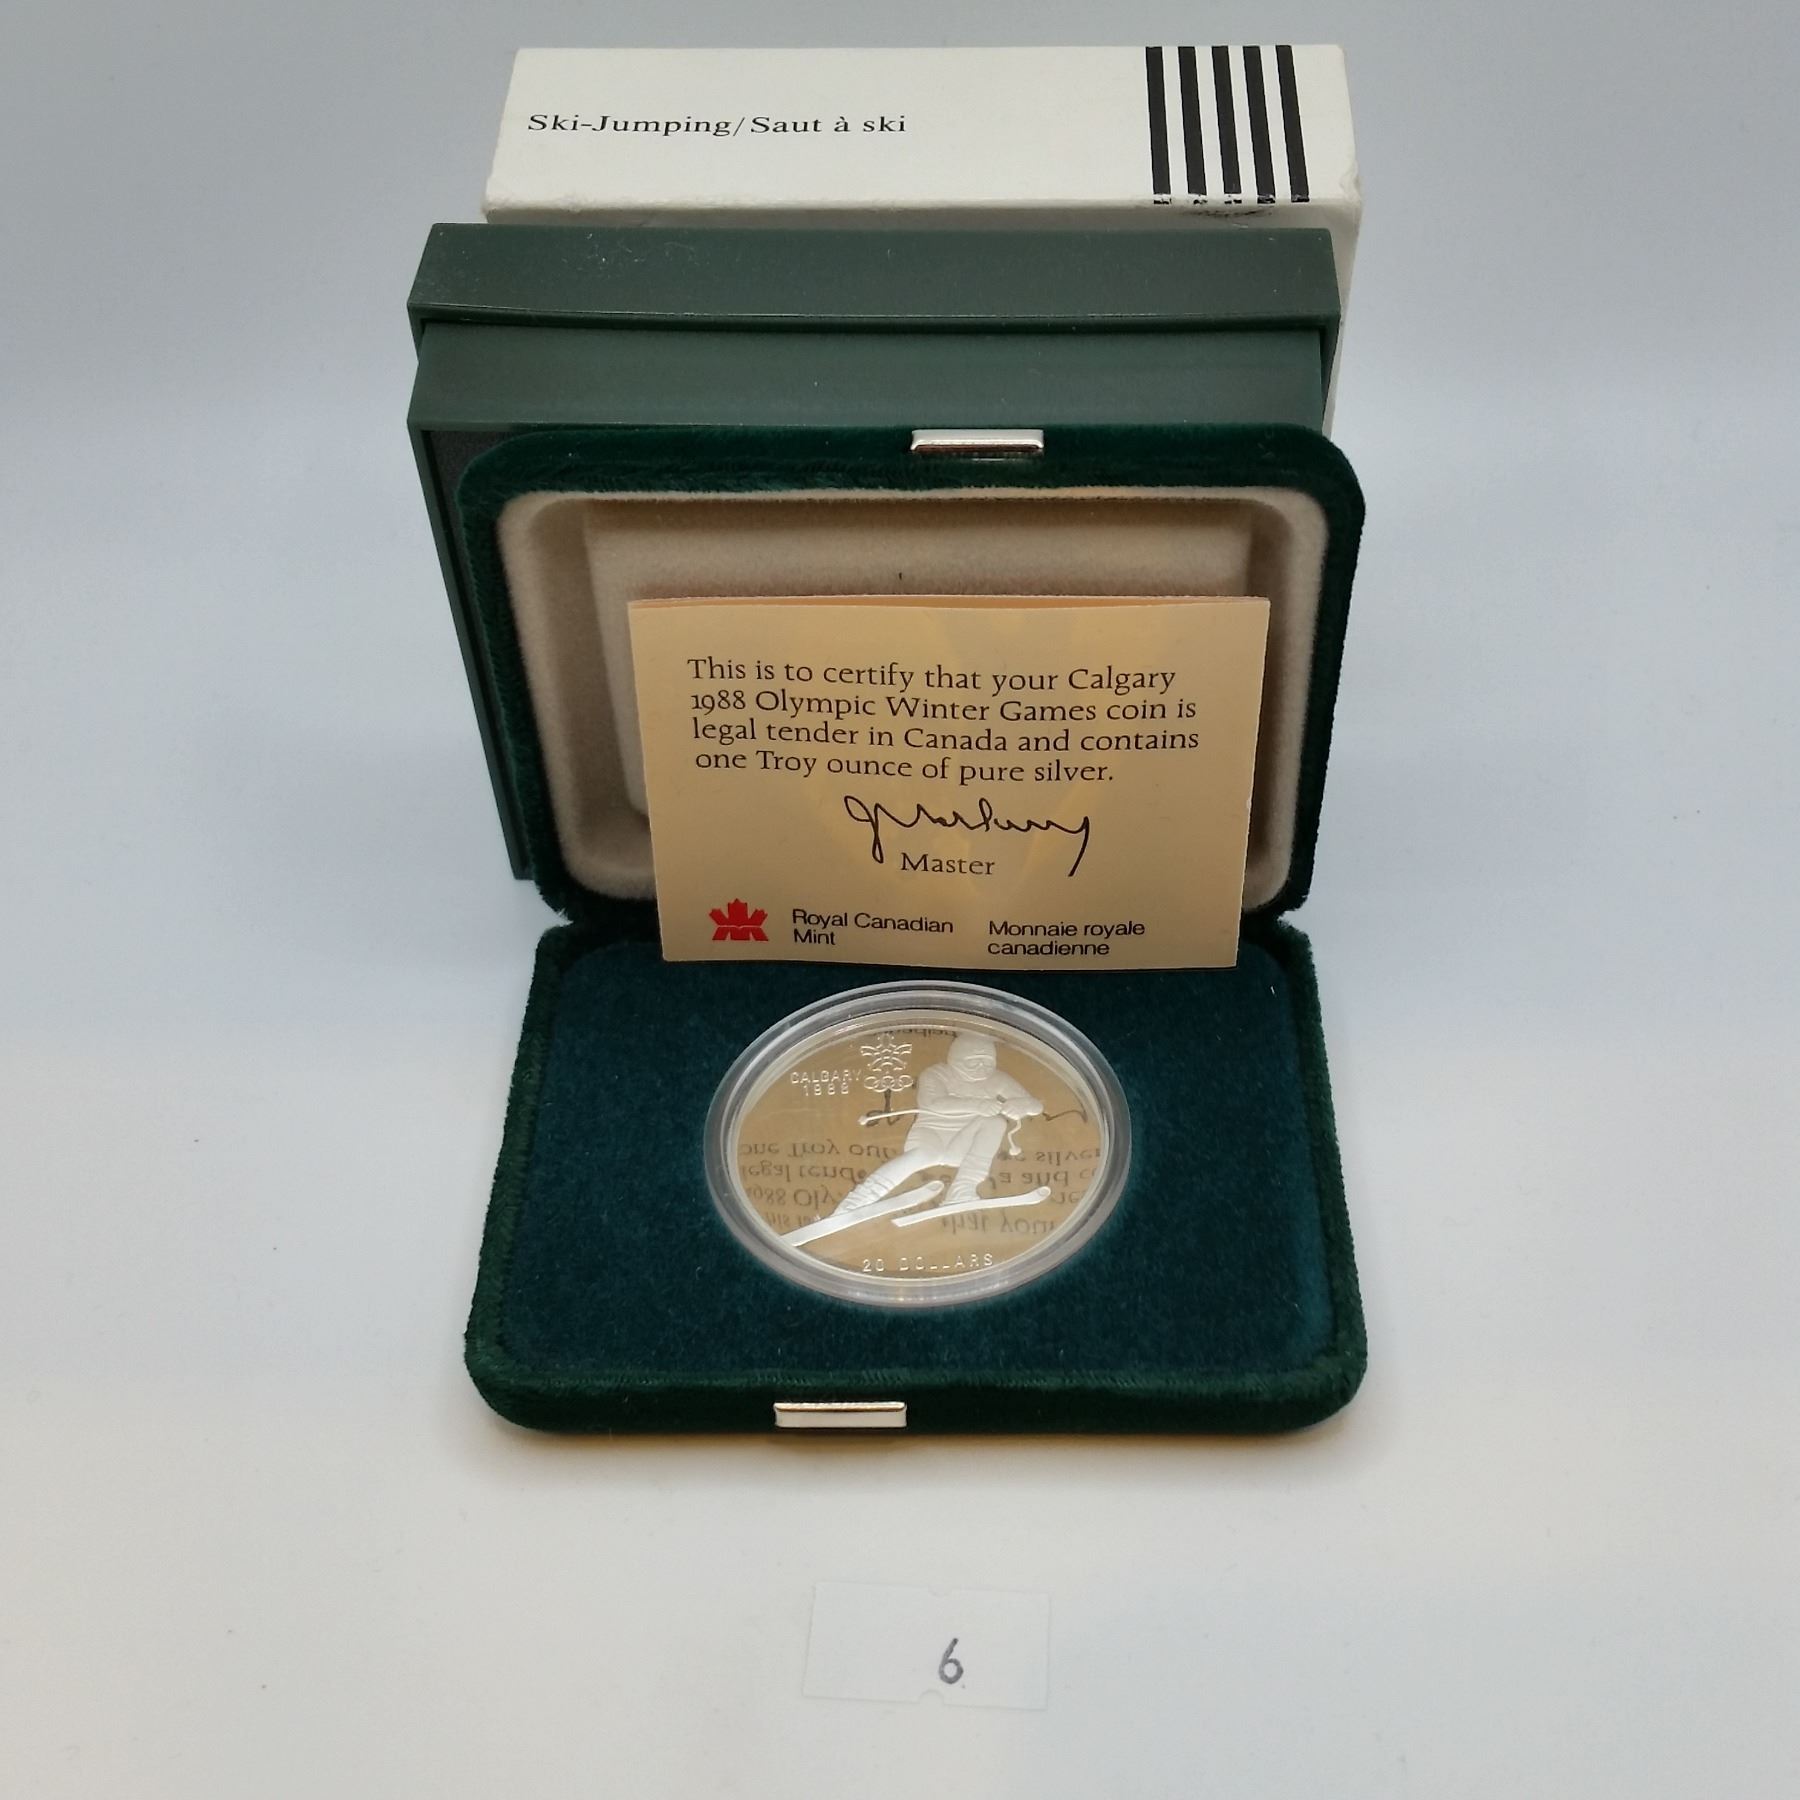 Ski-Jumping/Saut à ski
This is to certify that your Calgary
1988 Olympic Winter Games coin is
legal tender in Canada and contains
one Troy ounce of pure silver.
Master
Royal Canadian
Mint
Monnaie royale
canadienne
CALGARY
1988
20 DOLLARS
6